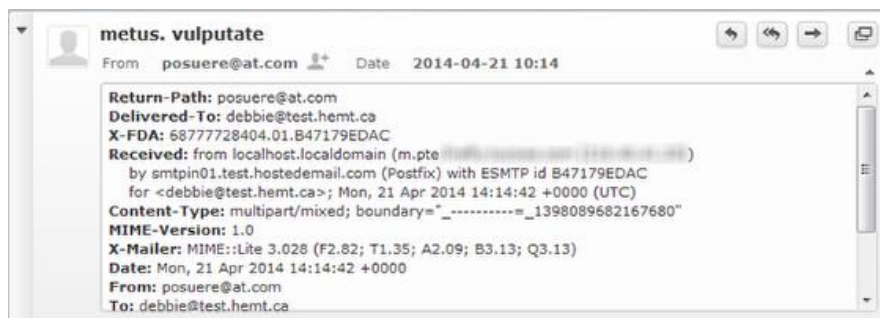 metus. vulputate
From posuere@at.com Date 2014-04-21 10:14
Return-Path: posuere@at.com
Delivered-To: debbie@test.hemt.ca
X-FDA: 68777728404.01.B47179EDAC
Received: from localhost.localdomain (m.pte )
by smtpin01.test.hostedemail.com (Postfix) with ESMTP id B47179EDAC
for <debbie@test.hemt.ca>; Mon, 21 Apr 2014 14:14:42 +0000 (UTC)
Content-Type: multipart/mixed; boundary="_----------=_1398089682167680"
MIME-Version: 1.0
X-Mailer: MIME::Lite 3.028 (F2.82; T1.35; A2.09; B3.13; Q3.13)
Date: Mon, 21 Apr 2014 14:14:42 +0000
From: posuere@at.com
To: debbie@test.hemt.ca